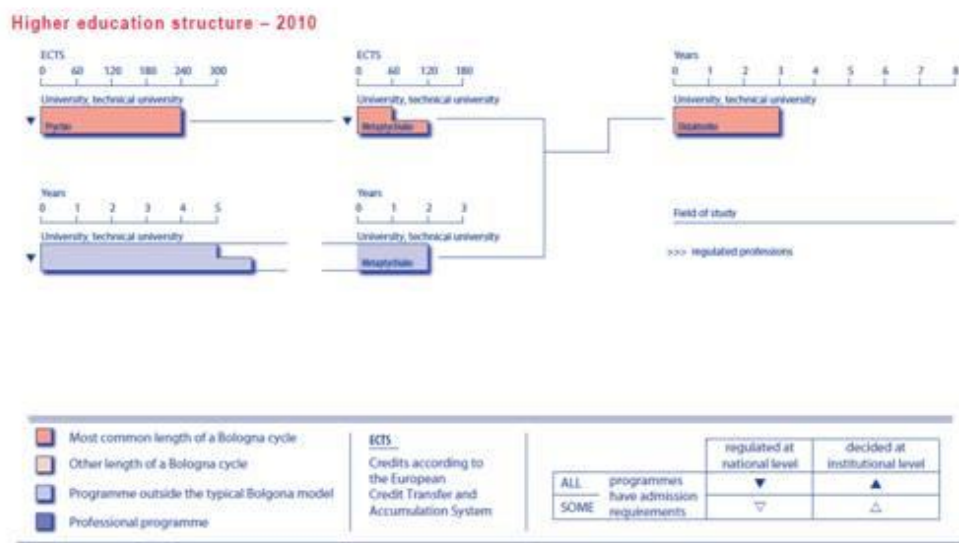 Higher education structure – 2010
ECTS
0 60 120 180 240 300
University, technical university
Ptychio
ECTS
0 60 120 180
University, technical university
Metaptychiako
Years
0 1 2 3 4 5 6 7 8
University, technical university
Didaktoriko
Years
0 1 2 3 4 5
University, technical university
Years
0 1 2 3
University, technical university
Metaptychiako
Field of study
>>> regulated professions
Most common length of a Bologna cycle
Other length of a Bologna cycle
Programme outside the typical Bolgona model
Professional programme
ECTS
Credits according to
the European
Credit Transfer and
Accumulation System
regulated at
national level
decided at
institutional level
ALL
SOME
programmes
have admission
requirements